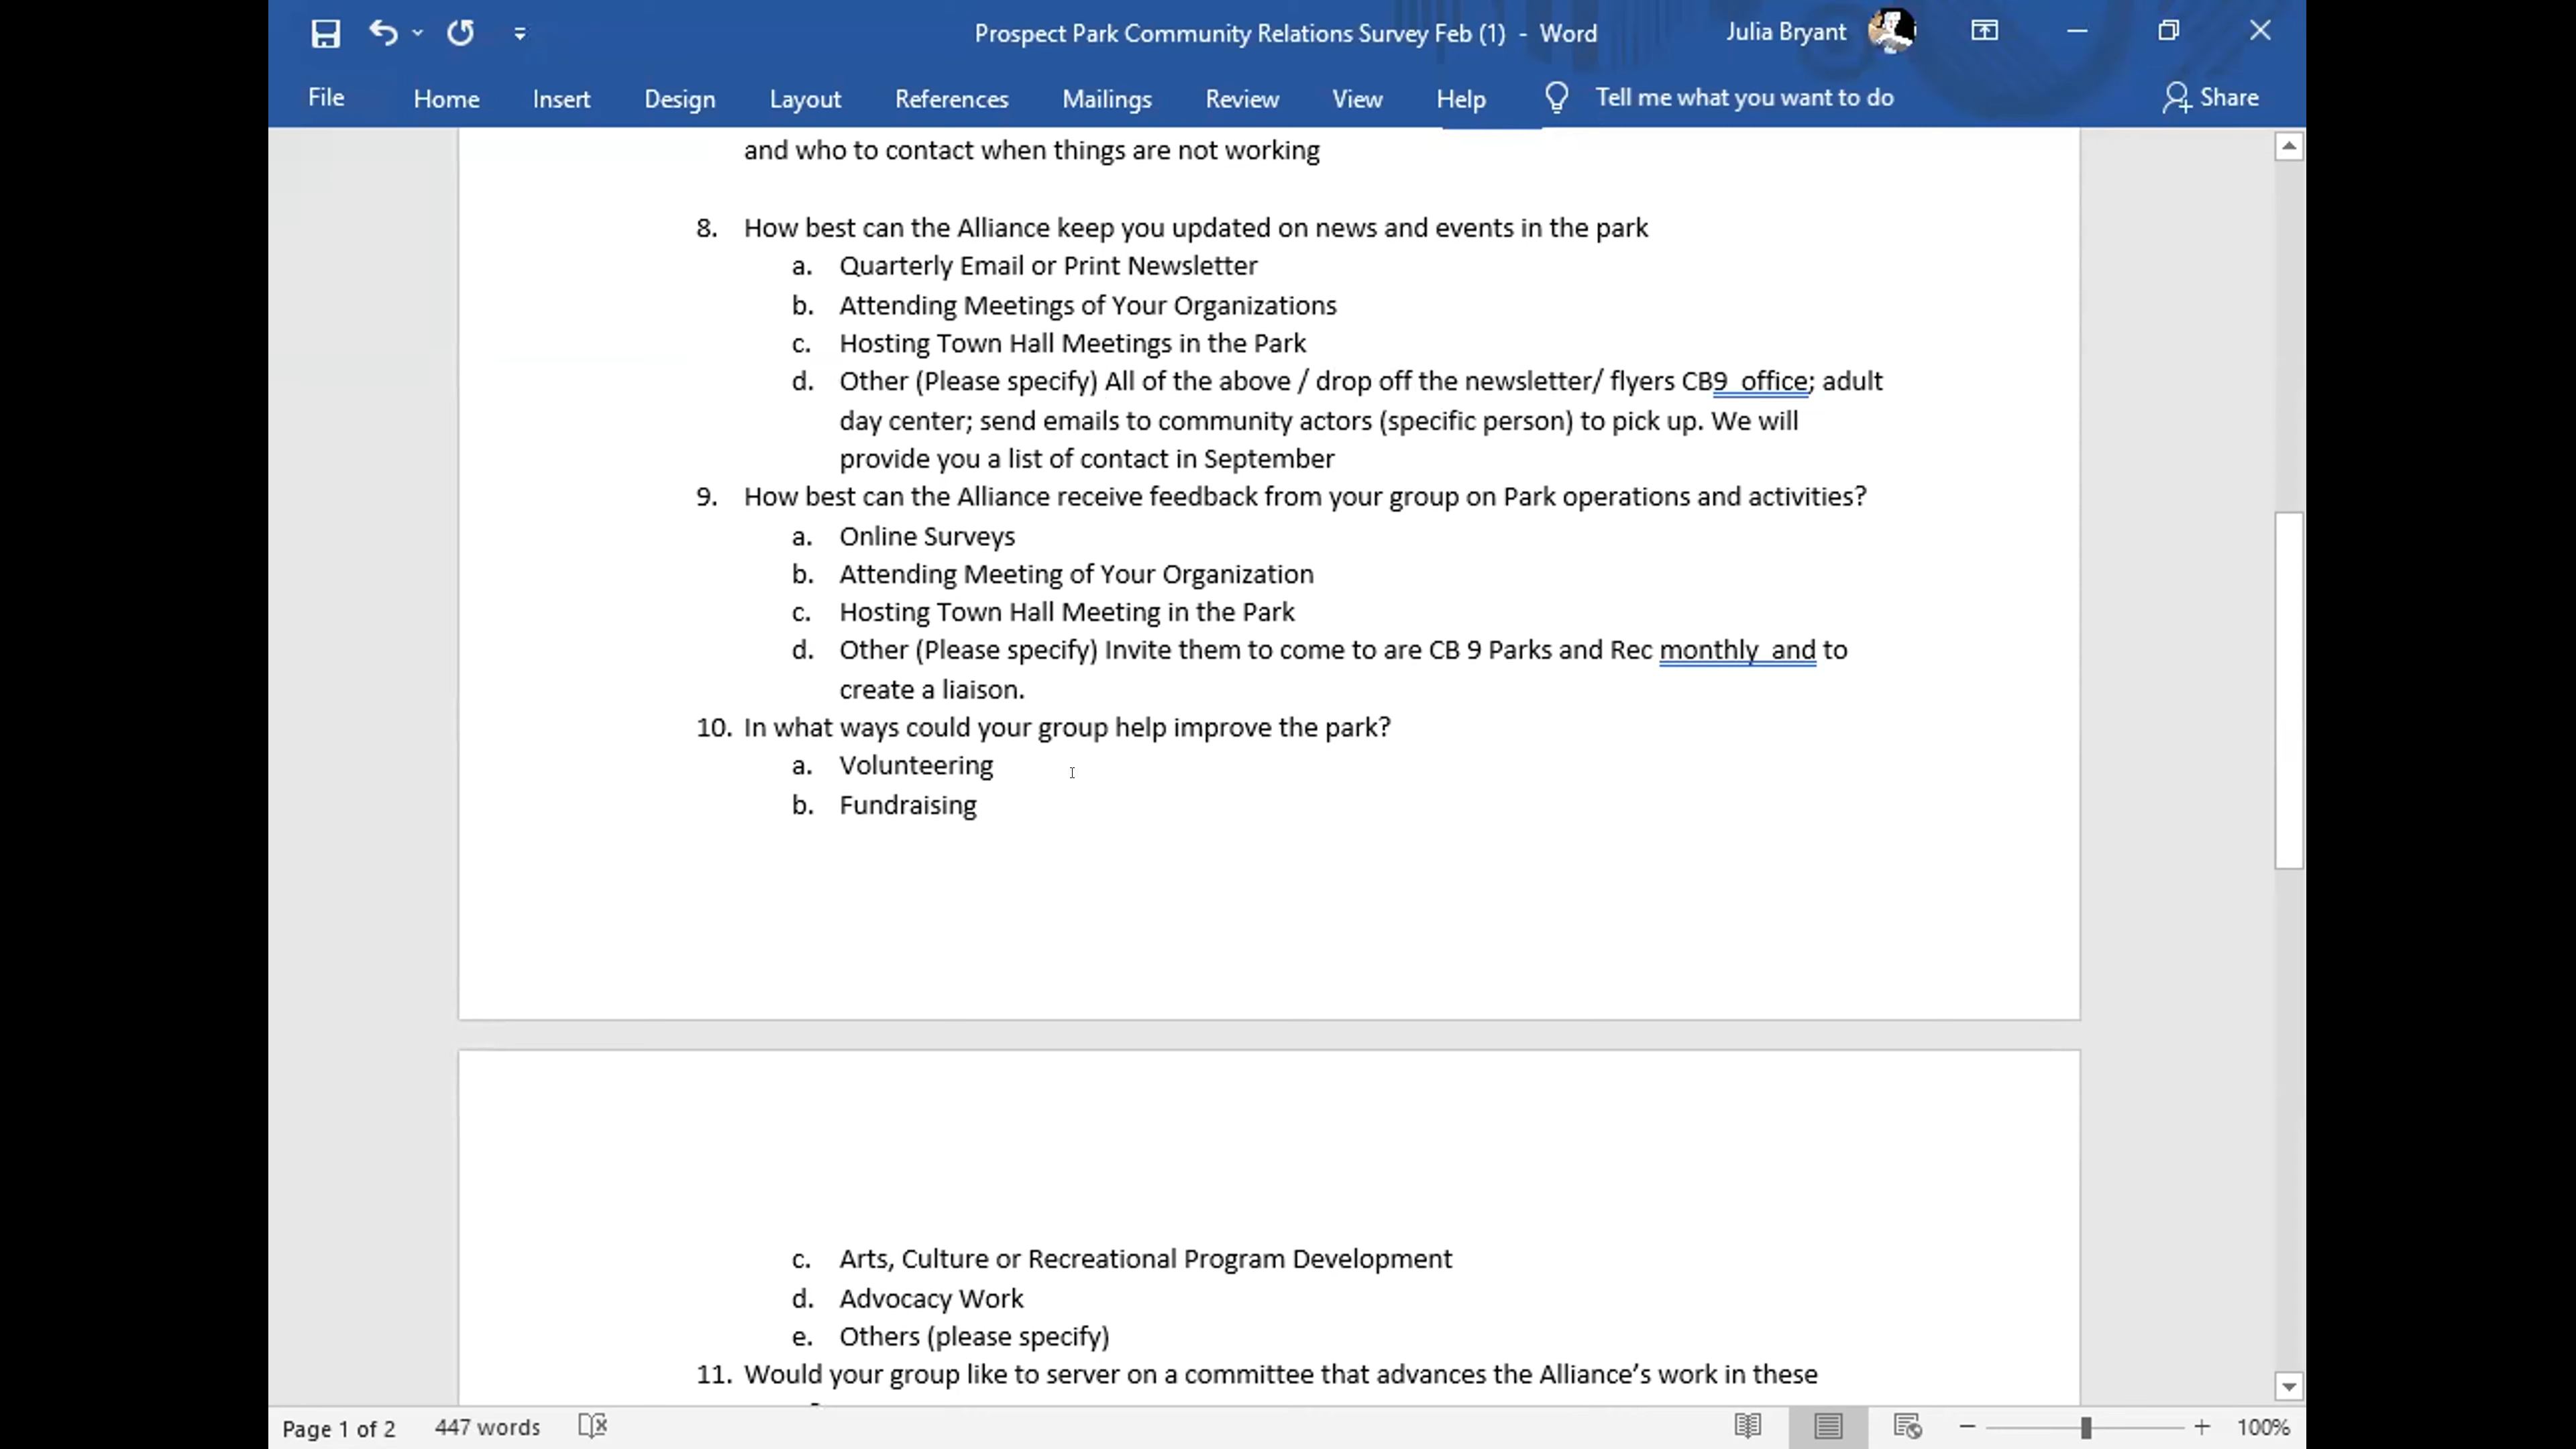 Prospect Park Community Relations Survey Feb (1) - Word
Julia Bryant
File Home Insert Design Layout References Mailings Review View Help Tell me what you want to do Share
and who to contact when things are not working
8. How best can the Alliance keep you updated on news and events in the park
a. Quarterly Email or Print Newsletter
b. Attending Meetings of Your Organizations
c. Hosting Town Hall Meetings in the Park
d. Other (Please specify) All of the above / drop off the newsletter/ flyers CB9  office; adult
day center; send emails to community actors (specific person) to pick up. We will
provide you a list of contact in September
9. How best can the Alliance receive feedback from your group on Park operations and activities?
a. Online Surveys
b. Attending Meeting of Your Organization
c. Hosting Town Hall Meeting in the Park
d. Other (Please specify) Invite them to come to are CB 9 Parks and Rec monthly  and to
create a liaison.
10. In what ways could your group help improve the park?
a. Volunteering
b. Fundraising
c. Arts, Culture or Recreational Program Development
d. Advocacy Work
e. Others (please specify)
11. Would your group like to server on a committee that advances the Alliance’s work in these
Page 1 of 2 447 words 100%